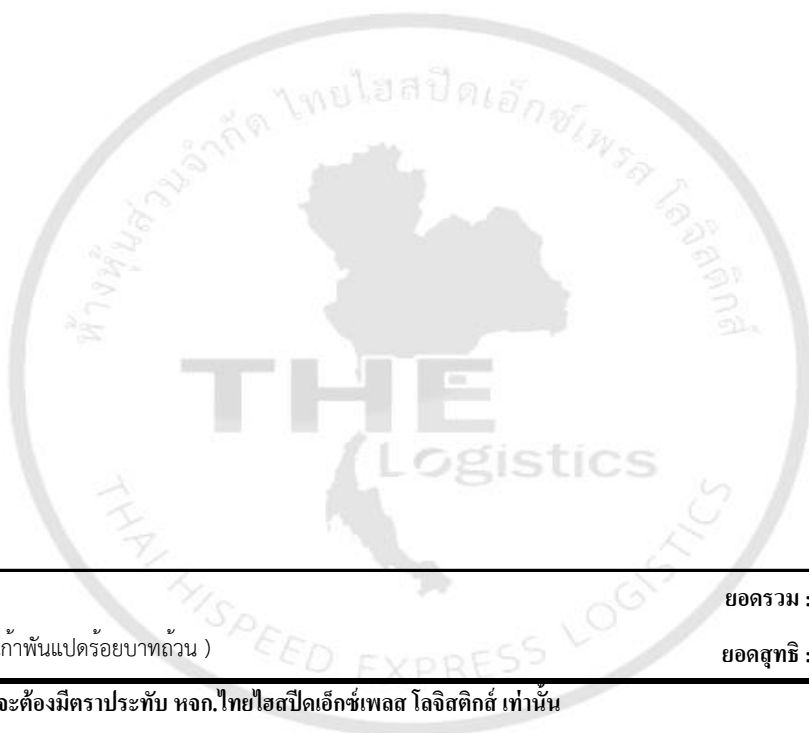 ห้างหุ้นส่วนจำกัด ไทยไฮสปีดเอ็กซ์เพรส โลจิสติกส์
THE
Logistics
THAI HISPEED EXPRESS LOGISTICS
ยอดรวม :
ก้าพันแปดร้อยบาทถ้วน )
ยอดสุทธิ :
จะต้องมีตราประทับ หจก.ไทยไฮสปีดเอ็กซ์เพลส โลจิสติกส์ เท่านั้น